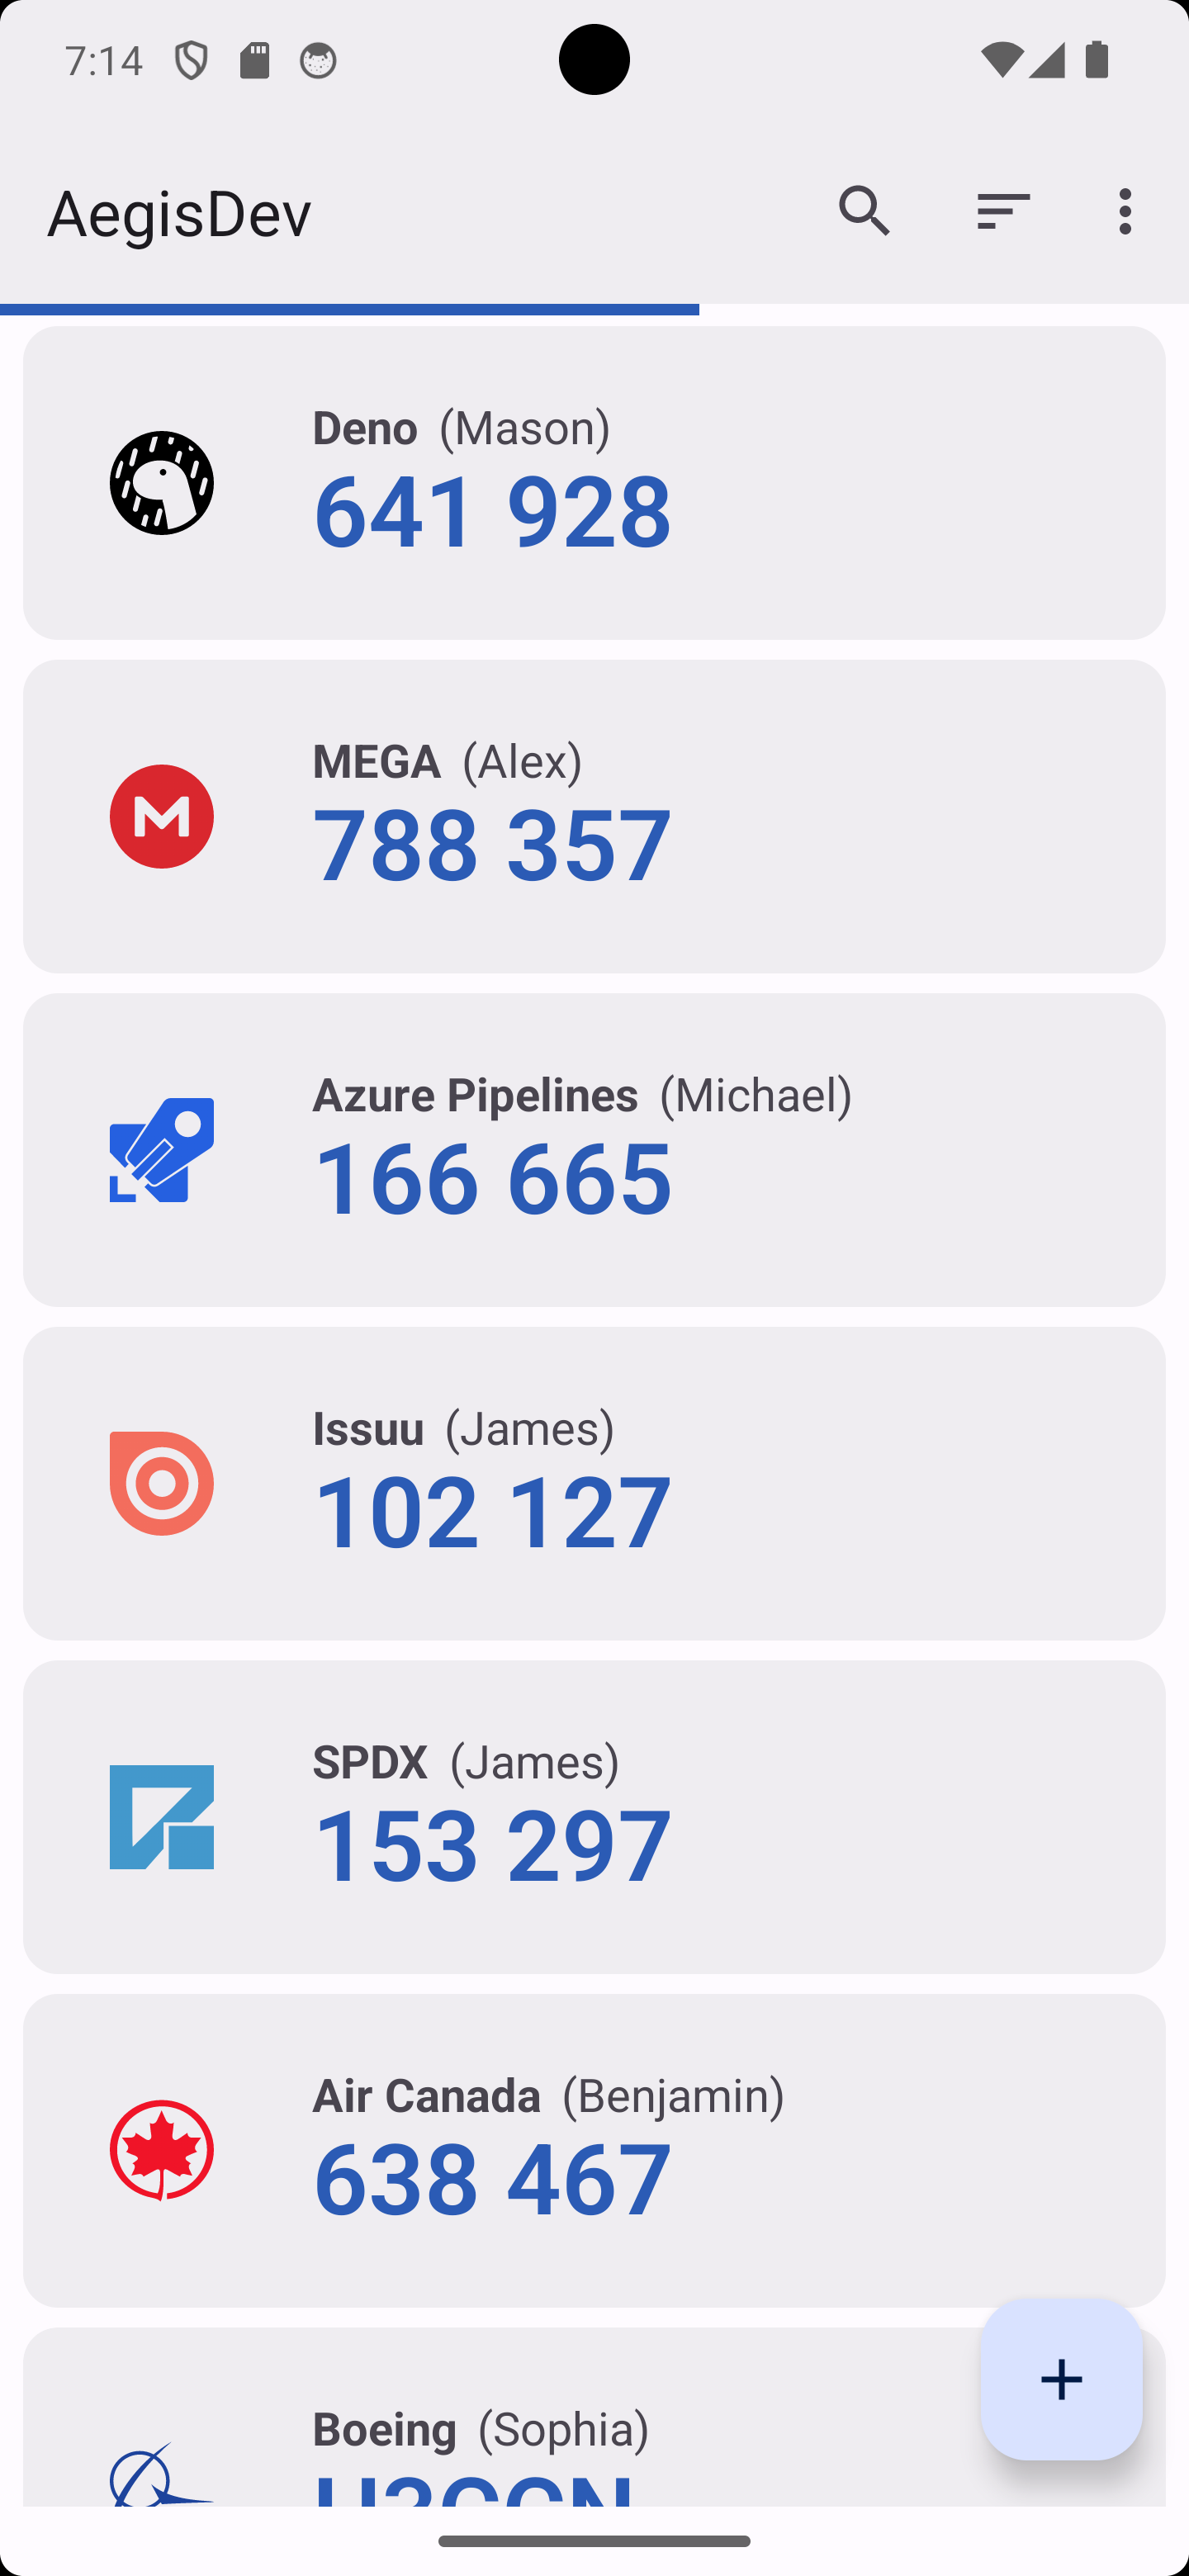 7:14
AegisDev
Deno (Mason)
641 928
MEGA (Alex)
788 357
Azure Pipelines (Michael)
166 665
Issuu (James)
102 127
SPDX (James)
153 297
Air Canada (Benjamin)
638 467
Boeing (Sophia)